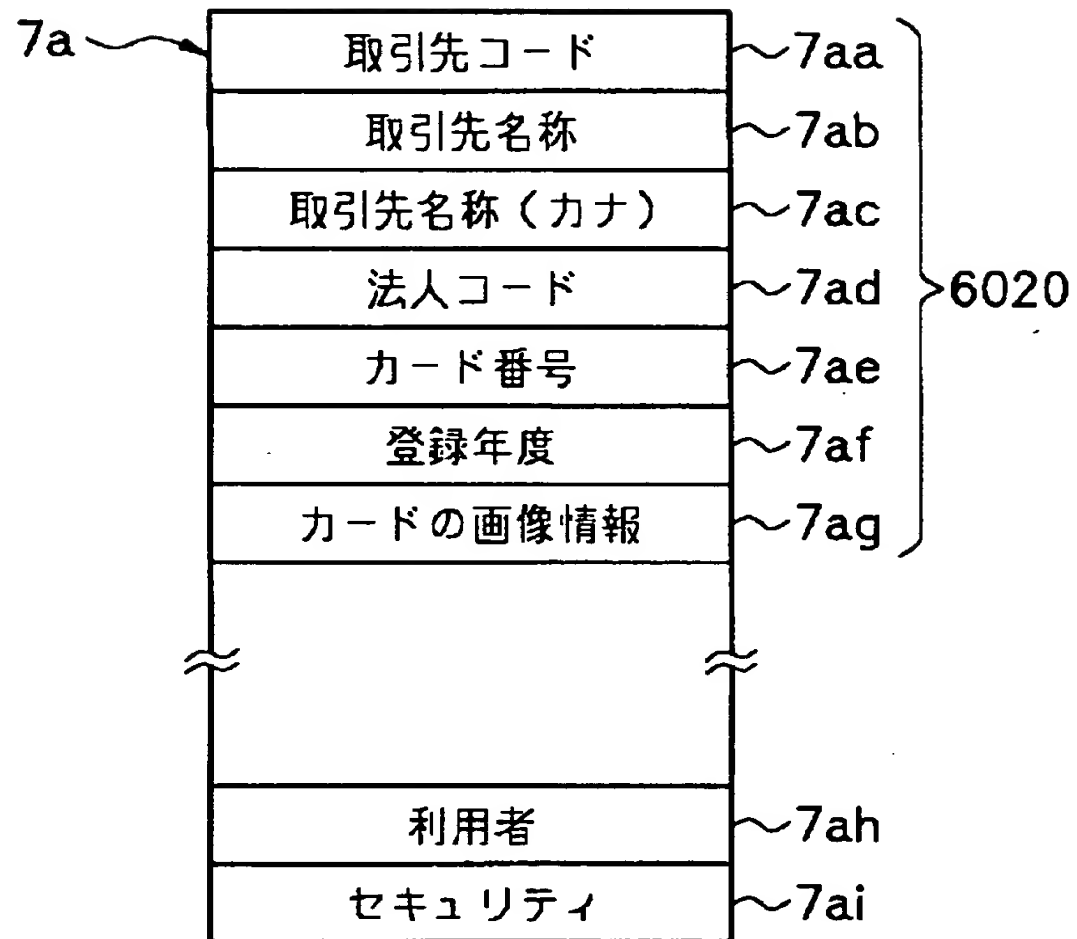 7a
取引先コード 7aa
取引先名称 7ab
取引先名称(カナ) 7ac
法人コード 7ad
6020
カード番号 7ae
登録年度 7af
カードの画像情報 7ag
利用者 7ah
セキュリティ 7ai